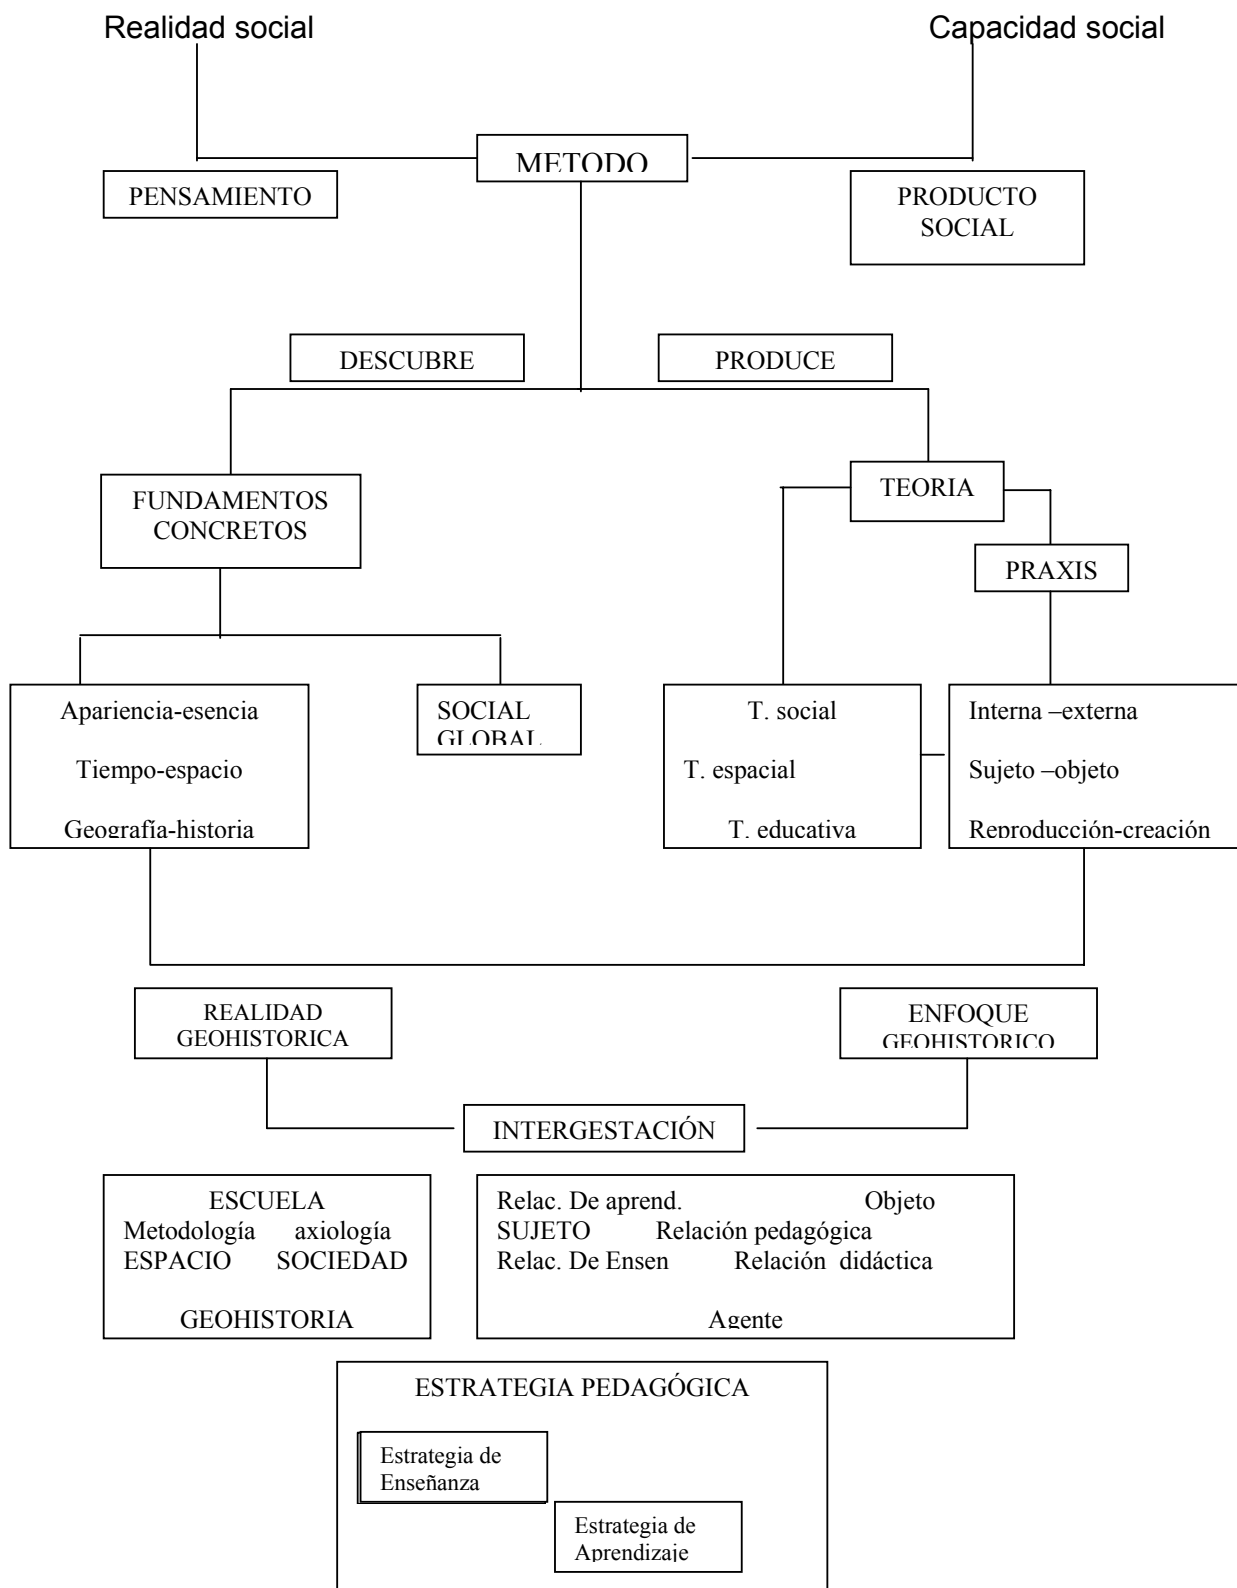 Realidad social
Capacidad social
METODO
PENSAMIENTO
PRODUCTO
SOCIAL
DESCUBRE
PRODUCE
FUNDAMENTOS
CONCRETOS
TEORIA
PRAXIS
Apariencia-esencia
Tiempo-espacio
Geografía-historia
SOCIAL
GLOBAL
T. social
T. espacial
T. educativa
Interna –externa
Sujeto –objeto
Reproducción-creación
REALIDAD
GEOHISTORICA
ENFOQUE
GEOHISTORICO
INTERGESTACIÓN
ESCUELA
Metodología axiología
ESPACIO SOCIEDAD
GEOHISTORIA
Relac. De aprend. Objeto
SUJETO Relación pedagógica
Relac. De Ensen Relación didáctica
Agente
ESTRATEGIA PEDAGÓGICA
Estrategia de
Enseñanza
Estrategia de
Aprendizaje